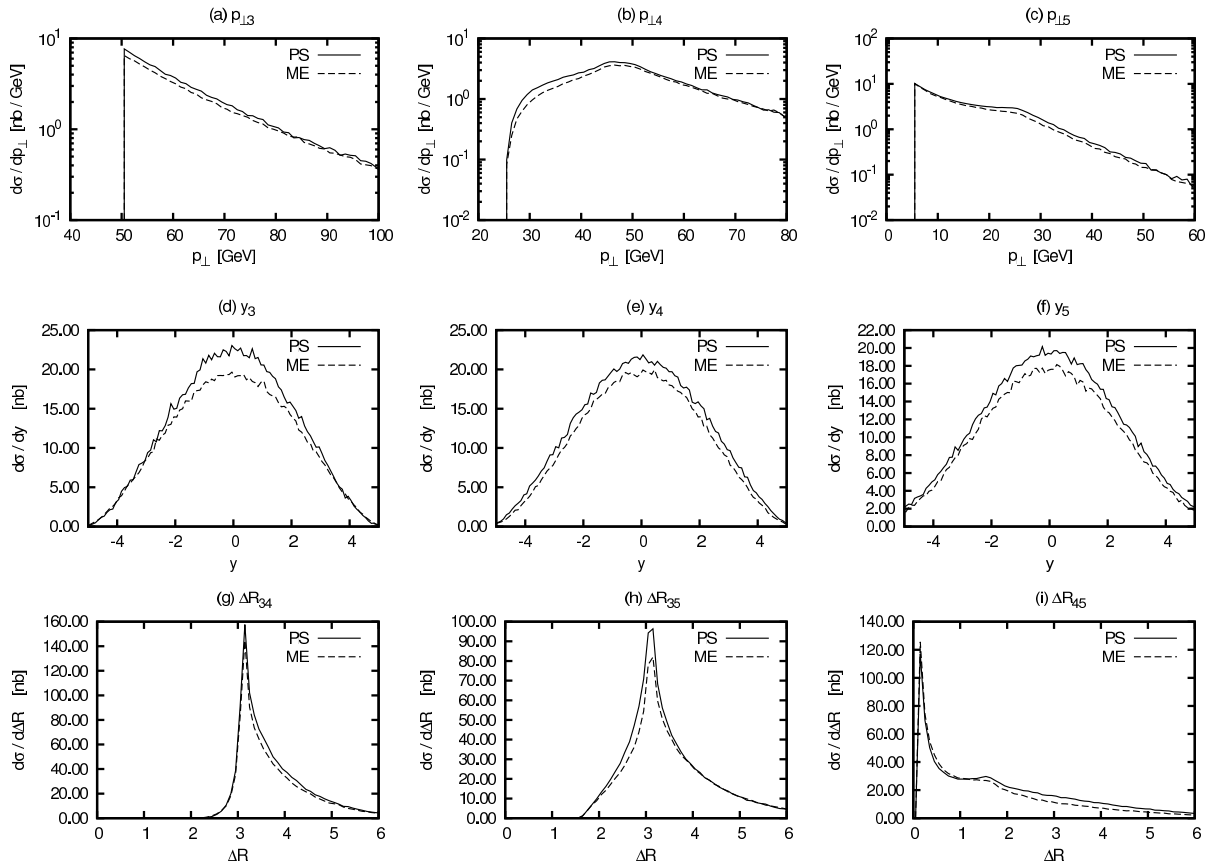 (a) p⊥3
dσ / dp⊥ [nb / GeV]
10^1
10^0
10^-1
PS
ME
40 50 60 70 80 90 100
p⊥ [GeV]
(b) p⊥4
dσ / dp⊥ [nb / GeV]
10^1
10^0
10^-1
10^-2
PS
ME
20 30 40 50 60 70 80
p⊥ [GeV]
(c) p⊥5
dσ / dp⊥ [nb / GeV]
10^2
10^1
10^0
10^-1
10^-2
PS
ME
0 10 20 30 40 50 60
p⊥ [GeV]
(d) y3
dσ / dy [nb]
25.00
20.00
15.00
10.00
5.00
0.00
PS
ME
-4 -2 0 2 4
y
(e) y4
dσ / dy [nb]
25.00
20.00
15.00
10.00
5.00
0.00
PS
ME
-4 -2 0 2 4
y
(f) y5
dσ / dy [nb]
22.00
20.00
18.00
16.00
14.00
12.00
10.00
8.00
6.00
4.00
2.00
0.00
PS
ME
-4 -2 0 2 4
y
(g) ΔR34
dσ / dΔR [nb]
160.00
140.00
120.00
100.00
80.00
60.00
40.00
20.00
0.00
PS
ME
0 1 2 3 4 5 6
ΔR
(h) ΔR35
dσ / dΔR [nb]
100.00
90.00
80.00
70.00
60.00
50.00
40.00
30.00
20.00
10.00
0.00
PS
ME
0 1 2 3 4 5 6
ΔR
(i) ΔR45
dσ / dΔR [nb]
140.00
120.00
100.00
80.00
60.00
40.00
20.00
0.00
PS
ME
0 1 2 3 4 5 6
ΔR